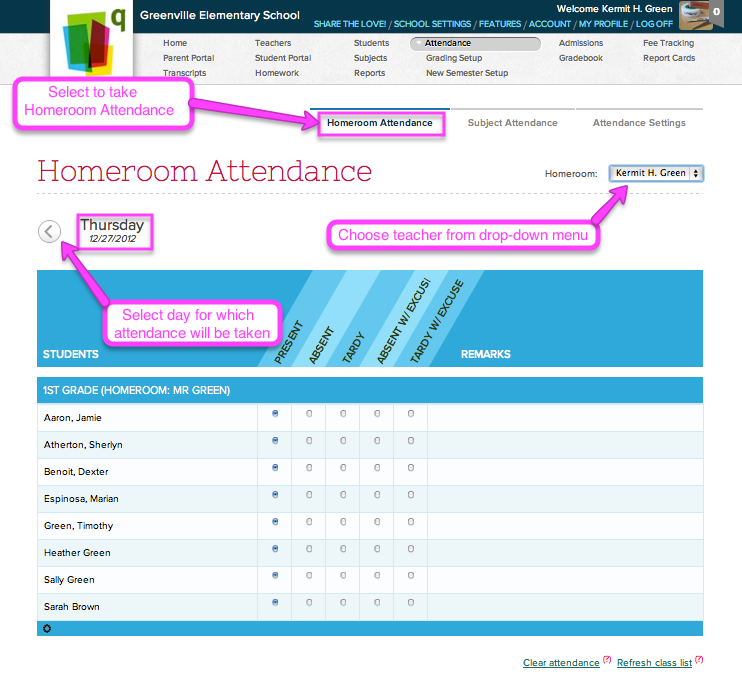 q
Greenville Elementary School
Welcome Kermit H. Green
0
SHARE THE LOVE! / SCHOOL SETTINGS / FEATURES / ACCOUNT / MY PROFILE / LOG OFF
Home Teachers Students Attendance Admissions Fee Tracking
Parent Portal Student Portal Subjects Grading Setup Gradebook Report Cards
Transcripts Homework Reports New Semester Setup
Select to take
Homeroom Attendance
Homeroom Attendance Subject Attendance Attendance Settings
Homeroom Attendance
Homeroom: Kermit H. Green
Thursday
12/27/2012
Choose teacher from drop-down menu
Select day for which
attendance will be taken
STUDENTS PRESENT ABSENT TARDY ABSENT W/ EXCUSI TARDY W/ EXCUSE REMARKS
1ST GRADE (HOMEROOM: MR GREEN)
Aaron, Jamie
Atherton, Sherlyn
Benoit, Dexter
Espinosa, Marian
Green, Timothy
Heather Green
Sally Green
Sarah Brown
Clear attendance (?) Refresh class list (?)